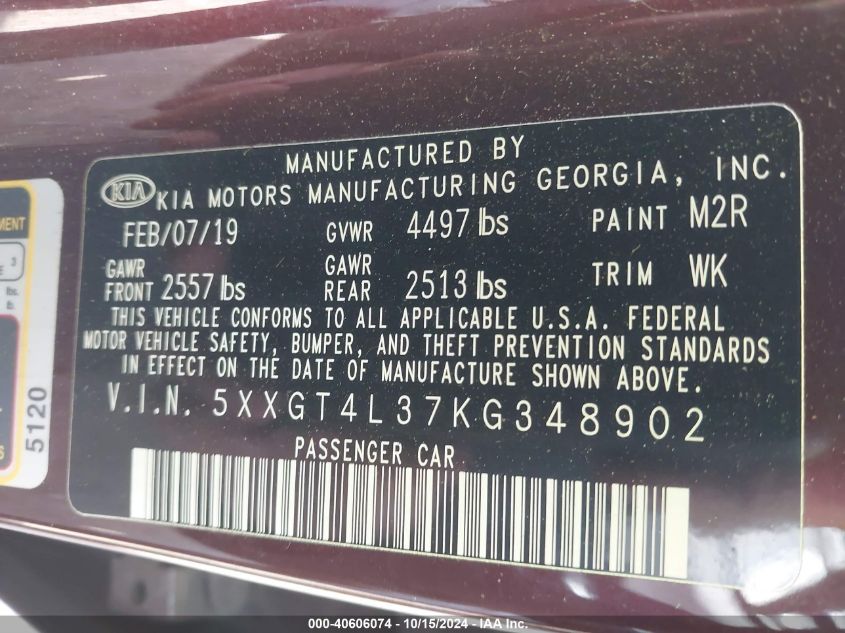 MANUFACTURED BY
KIA KIA MOTORS MANUFACTURING GEORGIA, INC.
FEB/07/19 GVWR 4497 lbs PAINT M2R
GAWR FRONT 2557 lbs GAWR REAR 2513 lbs TRIM WK
THIS VEHICLE CONFORMS TO ALL APPLICABLE U.S.A. FEDERAL
MOTOR VEHICLE SAFETY, BUMPER, AND THEFT PREVENTION STANDARDS
IN EFFECT ON THE DATE OF MANUFACTURE SHOWN ABOVE.
V.I.N. 5XXGT4L37KG348902
PASSENGER CAR
5120
3
lbs.
000-40606074 - 10/15/2024 - IAA Inc.